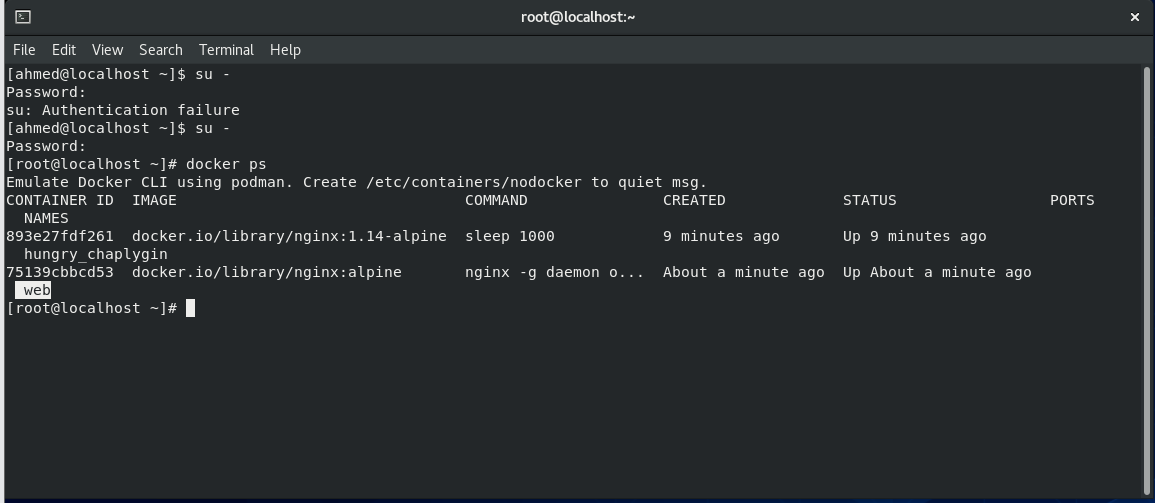 root@localhost:~
File Edit View Search Terminal Help
[ahmed@localhost ~]$ su -
Password:
su: Authentication failure
[ahmed@localhost ~]$ su -
Password:
[root@localhost ~]# docker ps
Emulate Docker CLI using podman. Create /etc/containers/nodocker to quiet msg.
CONTAINER ID  IMAGE                                COMMAND               CREATED             STATUS                 PORTS
  NAMES
893e27fdf261  docker.io/library/nginx:1.14-alpine  sleep 1000            9 minutes ago       Up 9 minutes ago
  hungry_chaplygin
75139cbbcd53  docker.io/library/nginx:alpine       nginx -g daemon o...  About a minute ago  Up About a minute ago
  web
[root@localhost ~]#